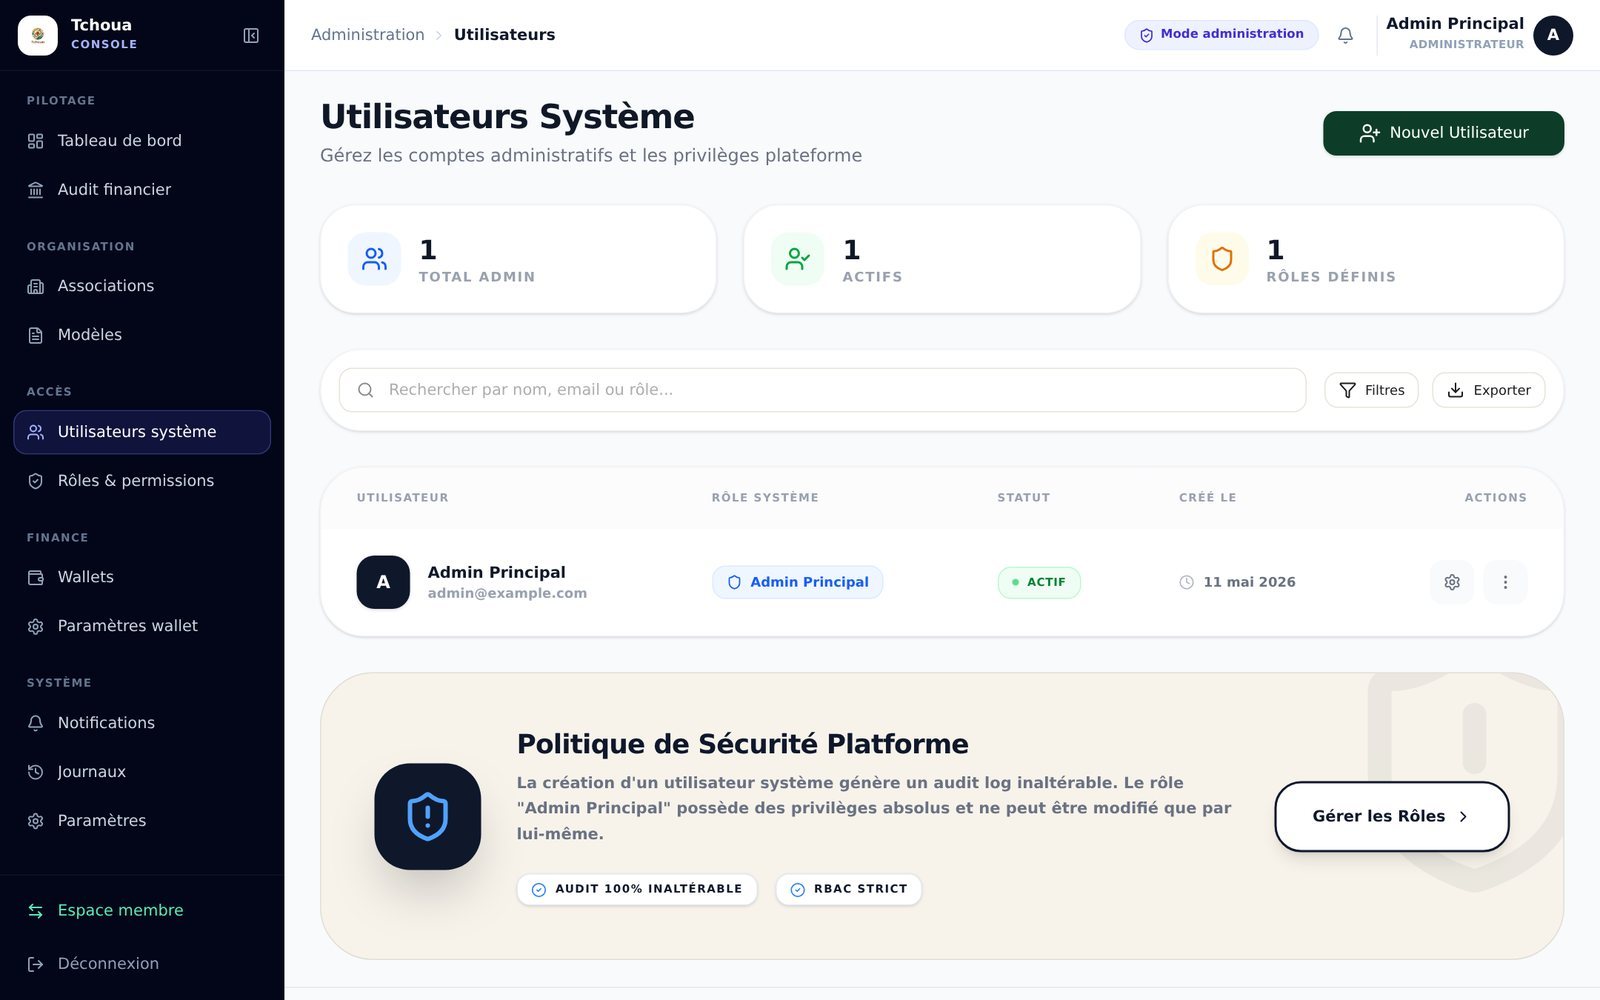 Tchoua
CONSOLE
PILOTAGE
Tableau de bord
Audit financier
ORGANISATION
Associations
Modèles
ACCÈS
Utilisateurs système
Rôles & permissions
FINANCE
Wallets
Paramètres wallet
SYSTÈME
Notifications
Journaux
Paramètres
Espace membre
Déconnexion
Administration
Utilisateurs
Mode administration
Admin Principal
ADMINISTRATEUR
A
Utilisateurs Système
Gérez les comptes administratifs et les privilèges plateforme
Nouvel Utilisateur
1
TOTAL ADMIN
1
ACTIFS
1
RÔLES DÉFINIS
Rechercher par nom, email ou rôle...
Filtres
Exporter
UTILISATEUR RÔLE SYSTÈME STATUT CRÉÉ LE ACTIONS
A
Admin Principal
admin@example.com
Admin Principal
ACTIF
11 mai 2026
Politique de Sécurité Platforme
La création d'un utilisateur système génère un audit log inaltérable. Le rôle
"Admin Principal" possède des privilèges absolus et ne peut être modifié que par
lui-même.
AUDIT 100% INALTÉRABLE
RBAC STRICT
Gérer les Rôles